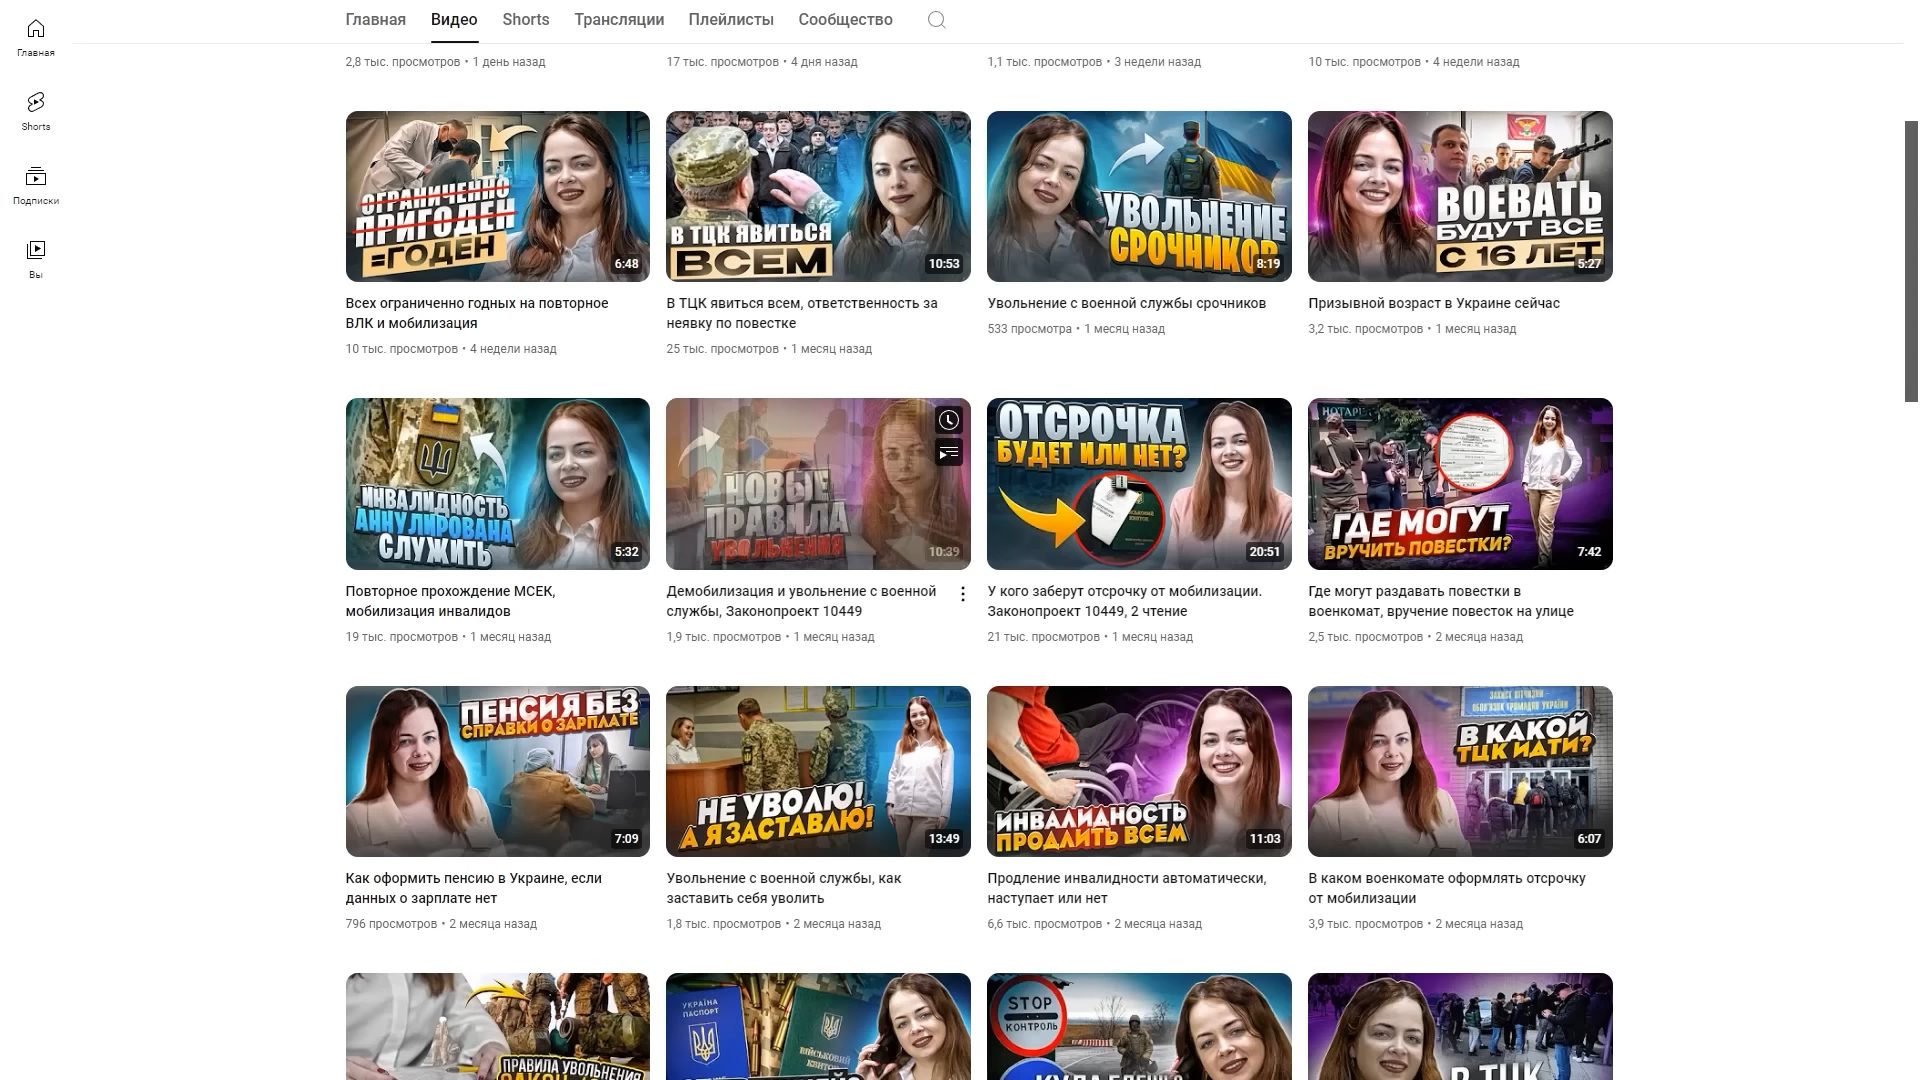 Главная
Видео
Shorts
Трансляции
Плейлисты
Сообщество
Главная
Shorts
Подписки
Вы
2,8 тыс. просмотров • 1 день назад
17 тыс. просмотров • 4 дня назад
1,1 тыс. просмотров • 3 недели назад
10 тыс. просмотров • 4 недели назад
ОГРАНИЧЕННО
ПРИГОДЕН
=ГОДЕН
6:48
Всех ограниченно годных на повторное
ВЛК и мобилизация
10 тыс. просмотров • 4 недели назад
В ТЦК ЯВИТЬСЯ
ВСЕМ
10:53
В ТЦК явиться всем, ответственность за
неявку по повестке
25 тыс. просмотров • 1 месяц назад
УВОЛЬНЕНИЕ
СРОЧНИКОВ
8:19
Увольнение с военной службы срочников
533 просмотра • 1 месяц назад
ВОЕВАТЬ
БУДУТ ВСЕ
С 16 ЛЕТ
5:27
Призывной возраст в Украине сейчас
3,2 тыс. просмотров • 1 месяц назад
ИНВАЛИДНОСТЬ
АННУЛИРОВАНА
СЛУЖИТЬ
5:32
Повторное прохождение МСЕК,
мобилизация инвалидов
19 тыс. просмотров • 1 месяц назад
НОВЫЕ
ПРАВИЛА
УВОЛЬНЕНИЯ
10:39
Демобилизация и увольнение с военной
службы, Законопроект 10449
1,9 тыс. просмотров • 1 месяц назад
ОТСРОЧКА
БУДЕТ ИЛИ НЕТ?
20:51
У кого заберут отсрочку от мобилизации.
Законопроект 10449, 2 чтение
21 тыс. просмотров • 1 месяц назад
ГДЕ МОГУТ
ВРУЧИТЬ ПОВЕСТКИ?
7:42
Где могут раздавать повестки в
военкомат, вручение повесток на улице
2,5 тыс. просмотров • 2 месяца назад
ПЕНСИЯ БЕЗ
СПРАВКИ О ЗАРПЛАТЕ
7:09
Как оформить пенсию в Украине, если
данных о зарплате нет
796 просмотров • 2 месяца назад
НЕ УВОЛЮ!
А Я ЗАСТАВЛЮ!
13:49
Увольнение с военной службы, как
заставить себя уволить
1,8 тыс. просмотров • 2 месяца назад
ИНВАЛИДНОСТЬ
ПРОДЛИТЬ ВСЕМ
11:03
Продление инвалидности автоматически,
наступает или нет
6,6 тыс. просмотров • 2 месяца назад
В КАКОЙ
ТЦК ИДТИ?
6:07
В каком военкомате оформлять отсрочку
от мобилизации
3,9 тыс. просмотров • 2 месяца назад
ПРАВИЛА УВОЛЬНЕНИЯ
УКРАЇНА
ПАСПОРТ
ВІЙСЬКОВИЙ
STOP
КОНТРОЛЬ
В ТЦК